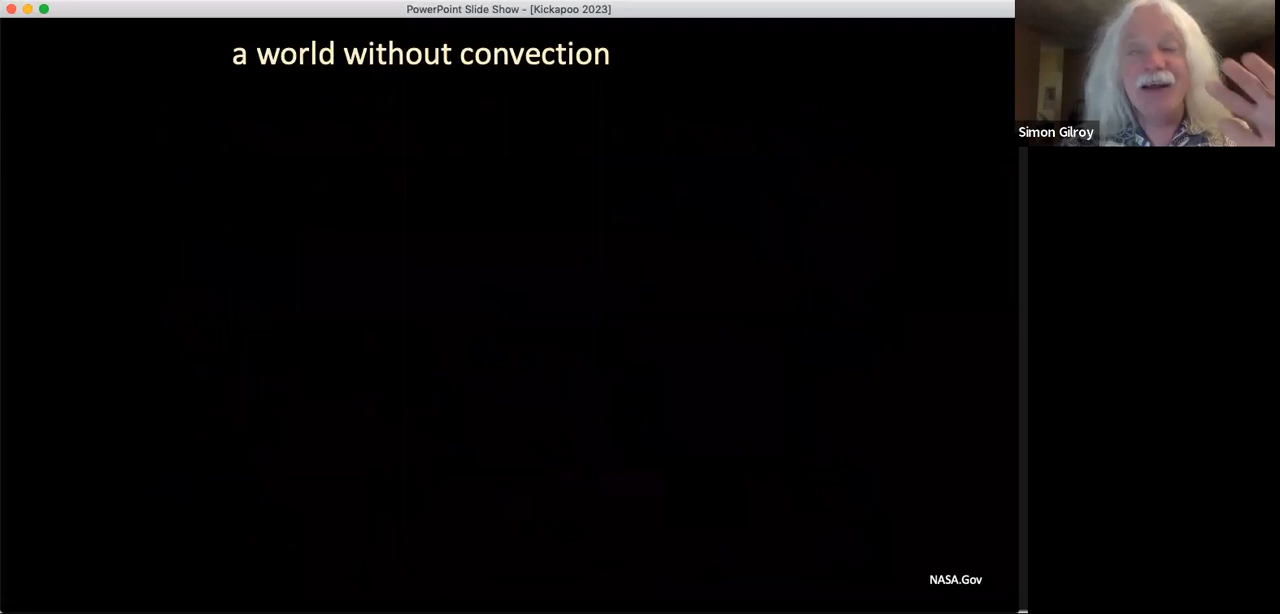 PowerPoint Slide Show - [Kickapoo 2023]
a world without convection
Simon Gilroy
NASA.Gov